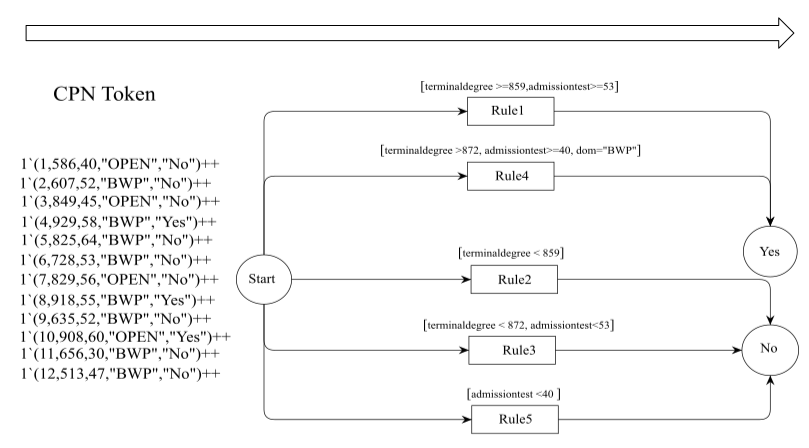 CPN Token
1`(1,586,40,"OPEN","No")++
1`(2,607,52,"BWP","No")++
1`(3,849,45,"OPEN","No")++
1`(4,929,58,"BWP","Yes")++
1`(5,825,64,"BWP","No")++
1`(6,728,53,"BWP","No")++
1`(7,829,56,"OPEN","No")++
1`(8,918,55,"BWP","Yes")++
1`(9,635,52,"BWP","No")++
1`(10,908,60,"OPEN","Yes")++
1`(11,656,30,"BWP","No")++
1`(12,513,47,"BWP","No")++
Start
[terminaldegree >=859,admissiontest>=53]
Rule1
[terminaldegree >872, admissiontest>=40, dom="BWP"]
Rule4
[terminaldegree < 859]
Rule2
[terminaldegree < 872, admissiontest<53]
Rule3
[admissiontest <40 ]
Rule5
Yes
No